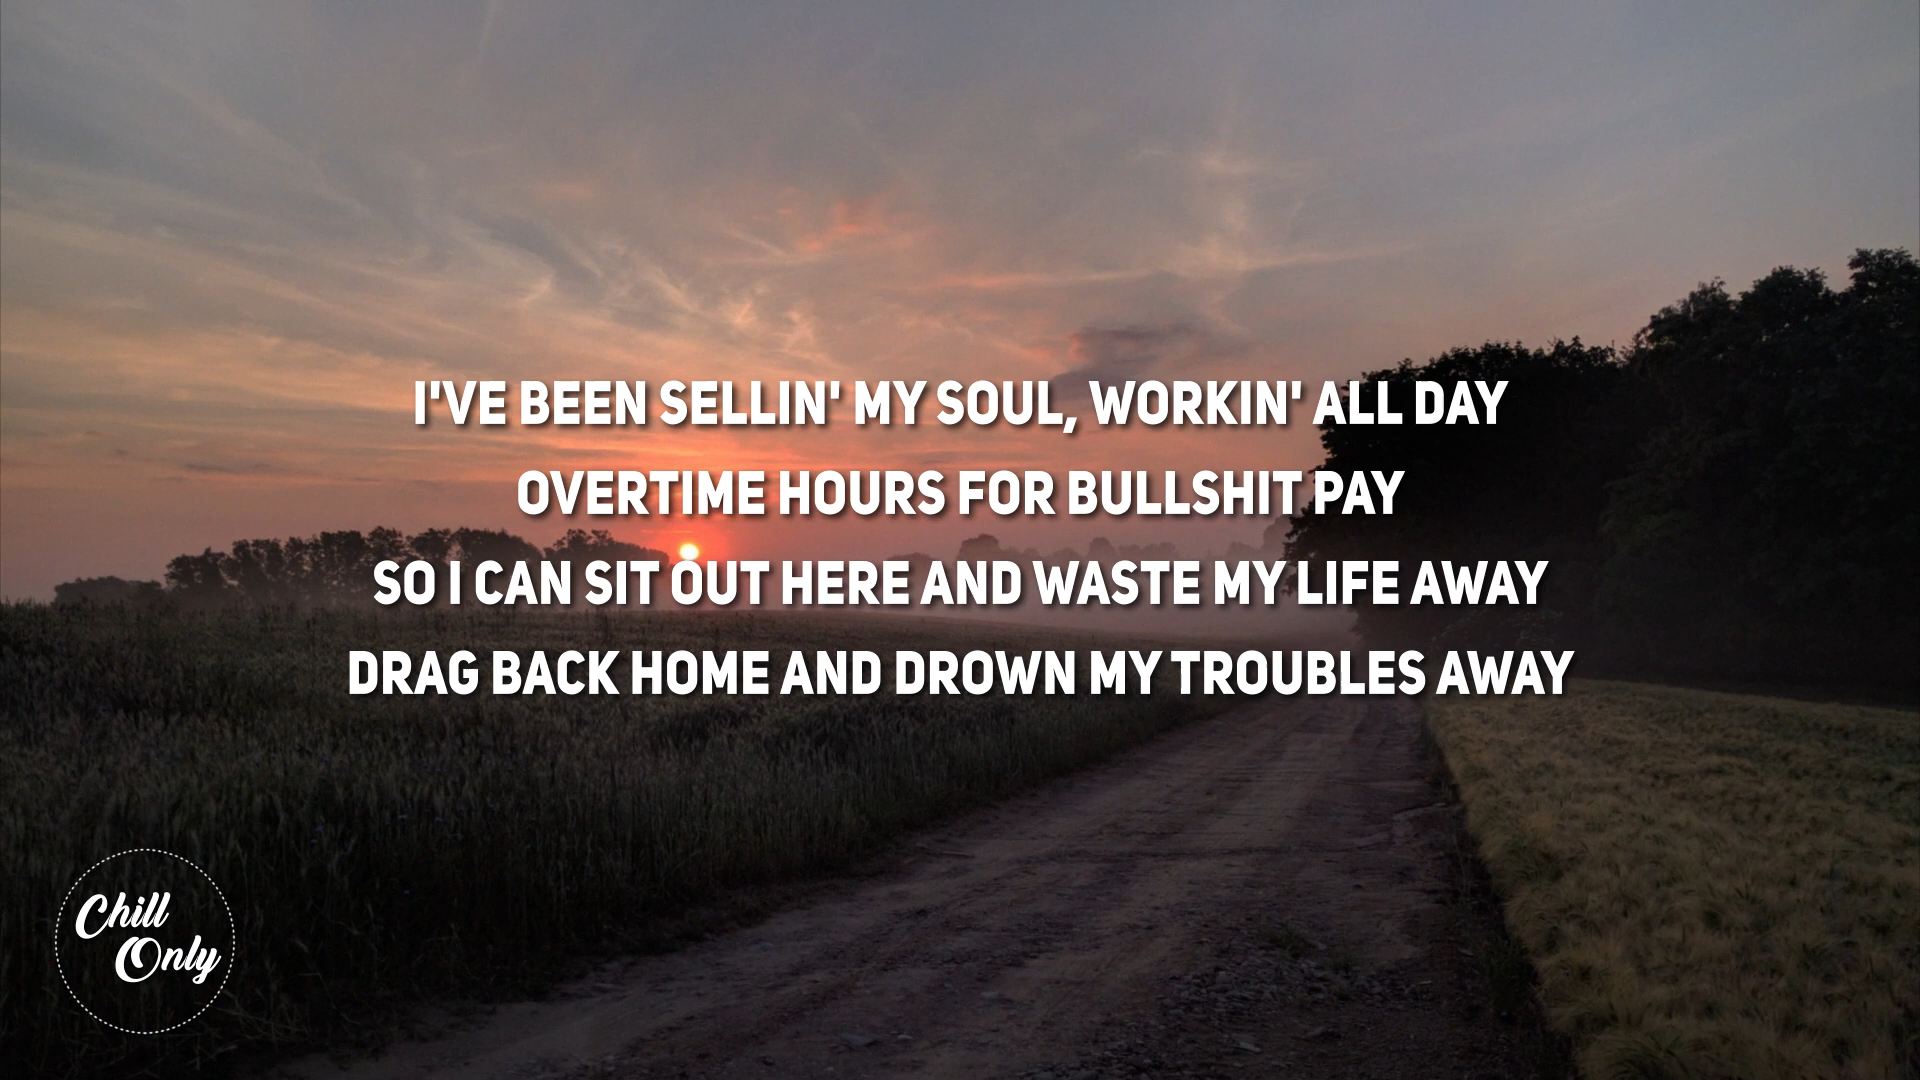 I'VE BEEN SELLIN' MY SOUL, WORKIN' ALL DAY
OVERTIME HOURS FOR BULLSHIT PAY
SO I CAN SIT OUT HERE AND WASTE MY LIFE AWAY
DRAG BACK HOME AND DROWN MY TROUBLES AWAY
Chill
Only